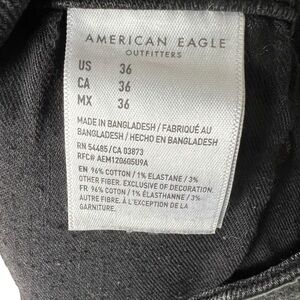 AMERICAN EAGLE
OUTFITTERS
US 36
CA 36
MX 36
MADE IN BANGLADESH / FABRIQUÉ AU
BANGLADESH / HECHO EN BANGLADESH
RN 54485/CA 03873
RFC# AEM120605U9A
EN 96% COTTON / 1% ELASTANE / 3%
OTHER FIBER. EXCLUSIVE OF DECORATION.
FR 96% COTON / 1% ÉLASTHANNE / 3%
AUTRE FIBRE. À L'EXCEPTION DE LA
GARNITURE.